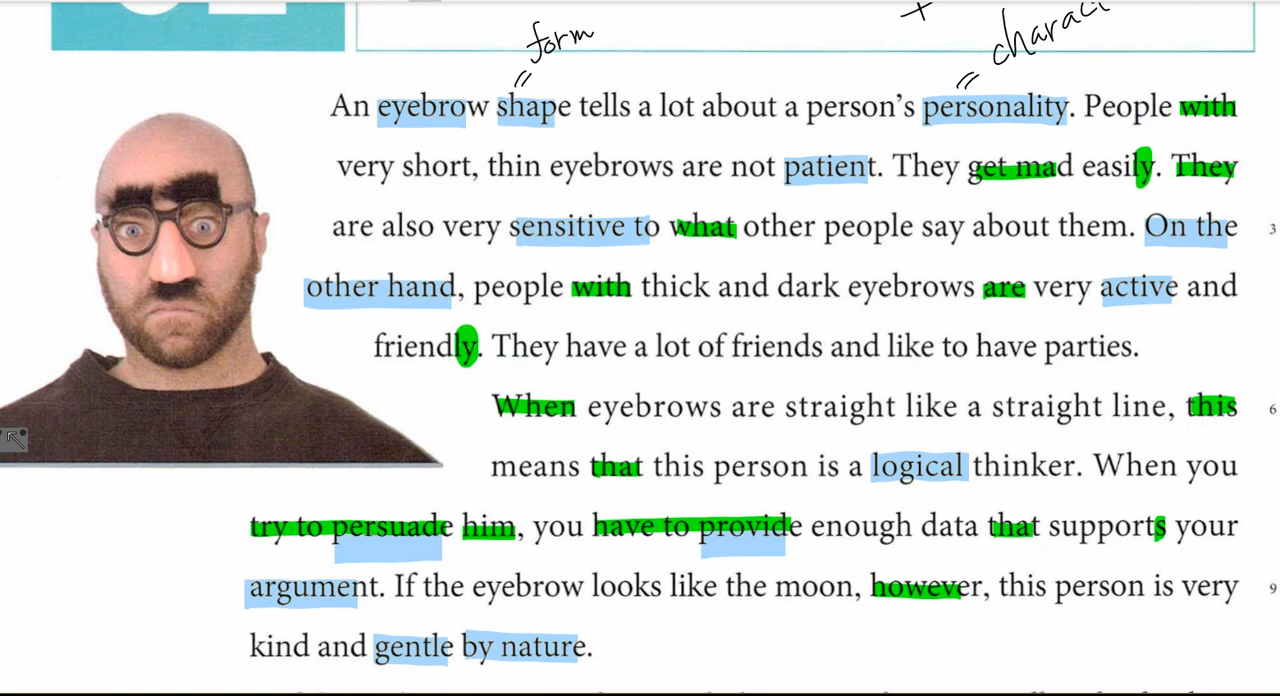 = form
= charact
An eyebrow shape tells a lot about a person's personality. People with
very short, thin eyebrows are not patient. They get mad easily. They
are also very sensitive to what other people say about them. On the
3
other hand, people with thick and dark eyebrows are very active and
friendly. They have a lot of friends and like to have parties.
When eyebrows are straight like a straight line, this
6
means that this person is a logical thinker. When you
try to persuade him, you have to provide enough data that supports your
argument. If the eyebrow looks like the moon, however, this person is very
9
kind and gentle by nature.